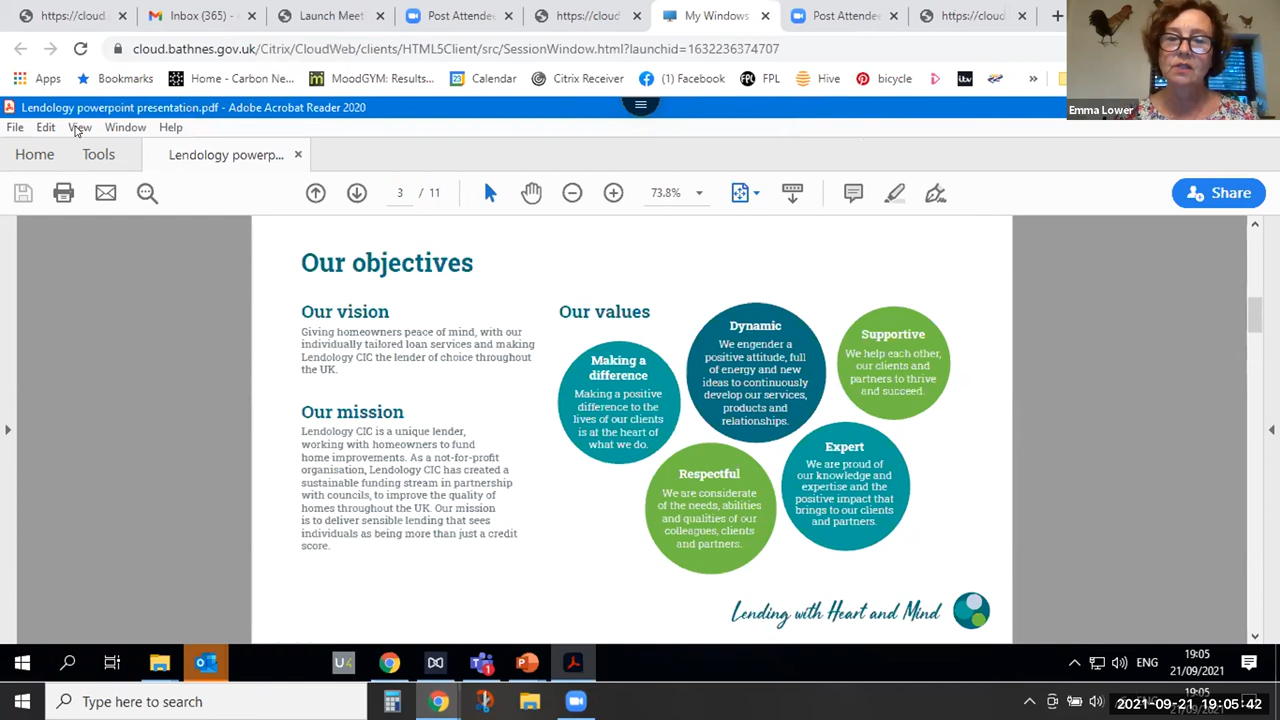 https://cloud
Inbox (365) -
Launch Meet
Post Attende
https://cloud
My Windows
Post Attende
https://cloud
cloud.bathnes.gov.uk/Citrix/CloudWeb/clients/HTML5Client/src/SessionWindow.html?launchid=1632236374707
Apps
Bookmarks
Home - Carbon Ne...
MoodGYM: Results...
Calendar
Citrix Receiver
(1) Facebook
FPL
FPL
Hive
bicycle
itv
»
Emma Lower
Lendology powerpoint presentation.pdf - Adobe Acrobat Reader 2020
File Edit View Window Help
Home
Tools
Lendology powerp...
3 / 11
73.8%
Share
Our objectives
Our vision
Giving homeowners peace of mind, with our
individually tailored loan services and making
Lendology CIC the lender of choice throughout
the UK.
Our mission
Lendology CIC is a unique lender,
working with homeowners to fund
home improvements. As a not-for-profit
organisation, Lendology CIC has created a
sustainable funding stream in partnership
with councils, to improve the quality of
homes throughout the UK. Our mission
is to deliver sensible lending that sees
individuals as being more than just a credit
score.
Our values
Making a
difference
Making a positive
difference to the
lives of our clients
is at the heart of
what we do.
Dynamic
We engender a
positive attitude, full
of energy and new
ideas to continuously
develop our services,
products and
relationships.
Supportive
We help each other,
our clients and
partners to thrive
and succeed.
Respectful
We are considerate
of the needs, abilities
and qualities of our
colleagues, clients
and partners.
Expert
We are proud of
our knowledge and
expertise and the
positive impact that
brings to our clients
and partners.
Lending with Heart and Mind
U4
ENG
19:05
21/09/2021
Type here to search
19:05
2021-09-21 19:05:42